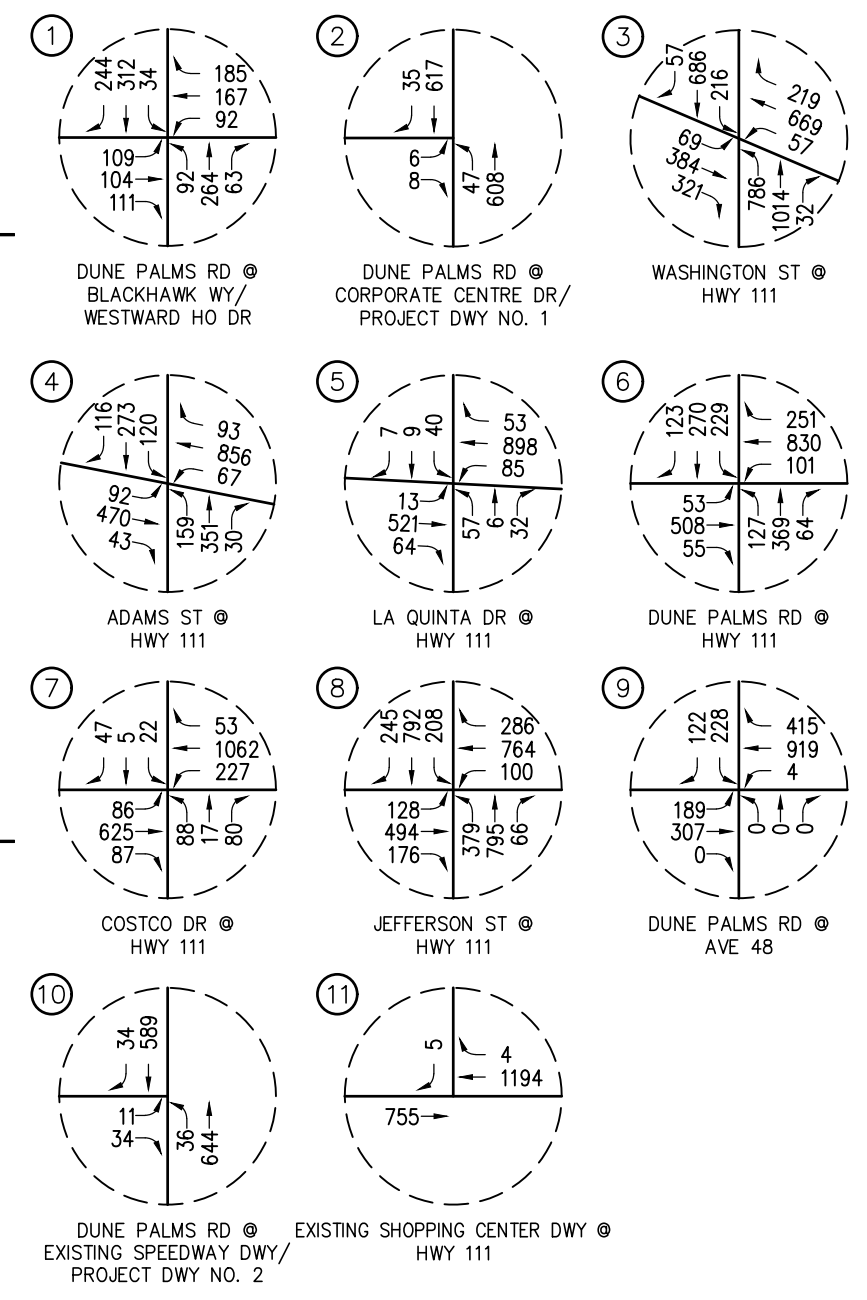 1
244 312 34
185
167
92
109
104
111
92 264 63
DUNE PALMS RD @
BLACKHAWK WY/
WESTWARD HO DR
2
35 617
6
8
47 608
DUNE PALMS RD @
CORPORATE CENTRE DR/
PROJECT DWY NO. 1
3
57 686 216
219
669
57
69
384
321
786 1014 32
WASHINGTON ST @
HWY 111
4
116 273 120
93
856
67
92
470
43
159 351 30
ADAMS ST @
HWY 111
5
7 9 40
53
898
85
13
521
64
57 6 32
LA QUINTA DR @
HWY 111
6
123 270 229
251
830
101
53
508
55
127 369 64
DUNE PALMS RD @
HWY 111
7
47 5 22
53
1062
227
86
625
87
88 17 80
COSTCO DR @
HWY 111
8
245 792 208
286
764
100
128
494
176
379 795 66
JEFFERSON ST @
HWY 111
9
122 228
415
919
4
189
307
0
0 0 0
DUNE PALMS RD @
AVE 48
10
34 589
11
34
36 644
DUNE PALMS RD @
EXISTING SPEEDWAY DWY/
PROJECT DWY NO. 2
11
5
4
1194
755
EXISTING SHOPPING CENTER DWY @
HWY 111